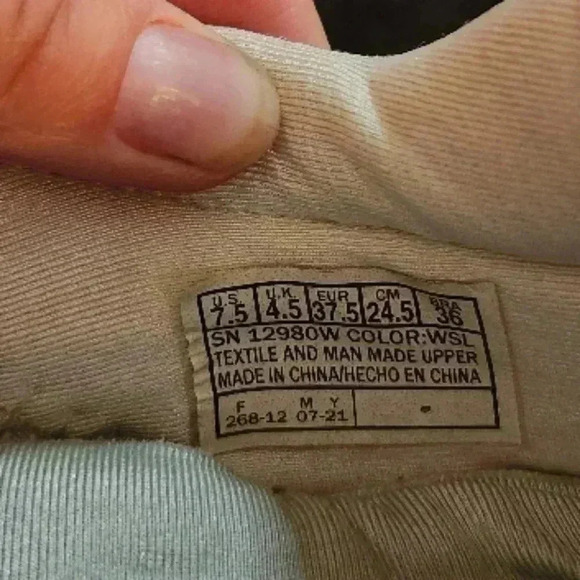 U.S. U.K. EUR CM BRA
7.5 4.5 37.5 24.5 36
SN 12980W COLOR:WSL
TEXTILE AND MAN MADE UPPER
MADE IN CHINA/HECHO EN CHINA
F M Y
268-12 07-21 -